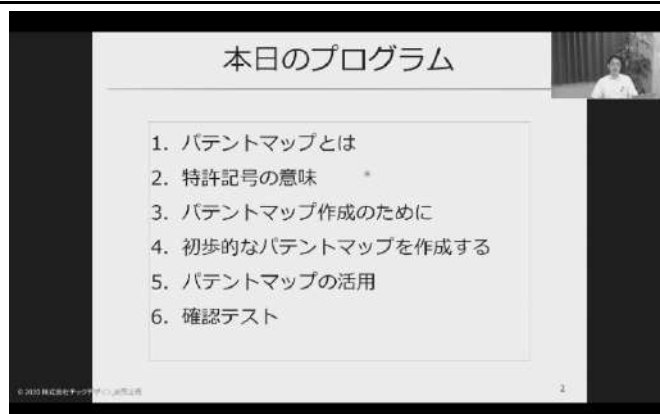 本日のプログラム
1. パテントマップとは
2. 特許記号の意味
3. パテントマップ作成のために
4. 初歩的なパテントマップを作成する
5. パテントマップの活用
6. 確認テスト
2